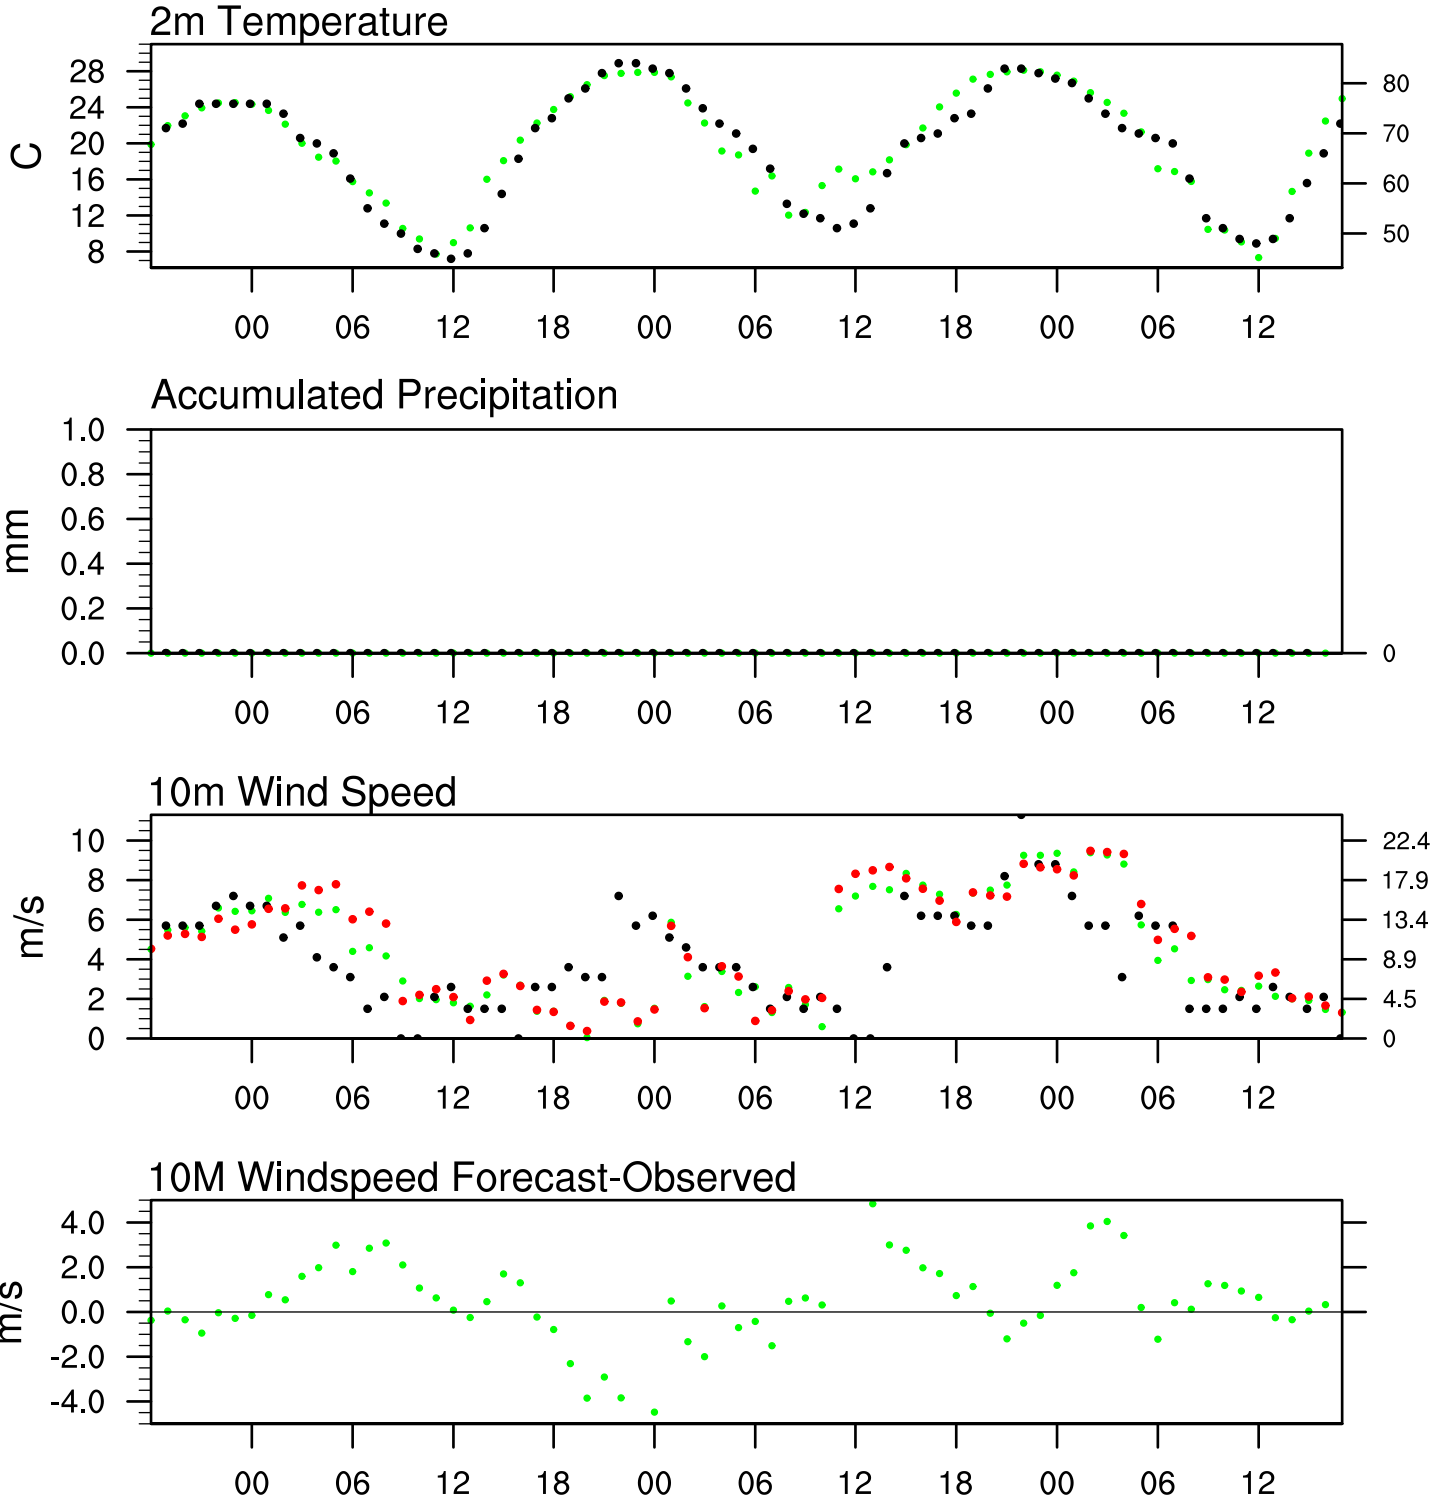 2m Temperature
C
28
24
20
16
12
8
80
70
60
50
00 06 12 18 00 06 12 18 00 06 12
Accumulated Precipitation
mm
1.0
0.8
0.6
0.4
0.2
0.0
0
00 06 12 18 00 06 12 18 00 06 12
10m Wind Speed
m/s
10
8
6
4
2
0
22.4
17.9
13.4
8.9
4.5
0
00 06 12 18 00 06 12 18 00 06 12
10M Windspeed Forecast-Observed
m/s
4.0
2.0
0.0
-2.0
-4.0
00 06 12 18 00 06 12 18 00 06 12